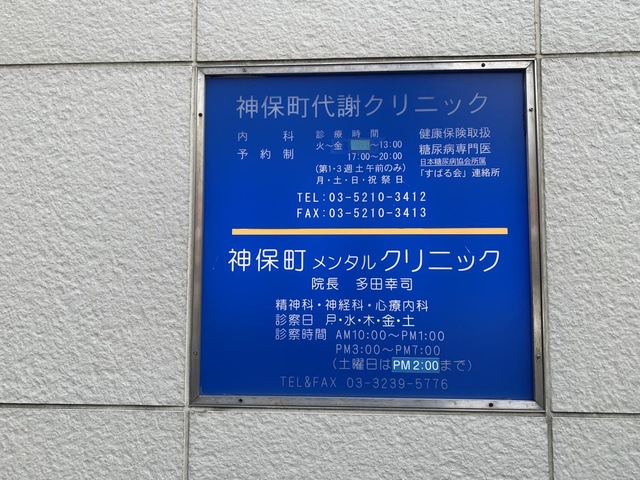 神保町代謝クリニック
内科 診療時間 健康保険取扱
予約制 火～金 ～13:00 糖尿病専門医
17:00～20:00 日本糖尿病協会所属
(第1・3週 土 午前のみ) 「すばる会」連絡所
月・土・日・祝祭日
TEL:03-5210-3412
FAX:03-5210-3413
神保町 メンタル クリニック
院長 多田幸司
精神科・神経科・心療内科
診察日 月・水・木・金・土
診察時間 AM10:00～PM1:00
PM3:00～PM7:00
(土曜日はPM2:00まで)
TEL&FAX 03-3239-5776